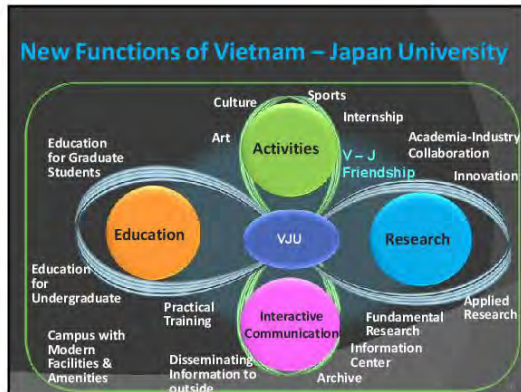 New Functions of Vietnam – Japan University
Culture
Sports
Internship
Art
Activities
V – J
Friendship
Education
for Graduate
Students
Academia-Industry
Collaboration
Innovation
Education
VJU
Research
Education
for
Undergraduate
Practical
Training
Interactive
Communication
Fundamental
Research
Applied
Research
Campus with
Modern
Facilities &
Amenities
Disseminating
Information to
outside
Information
Center
Archive